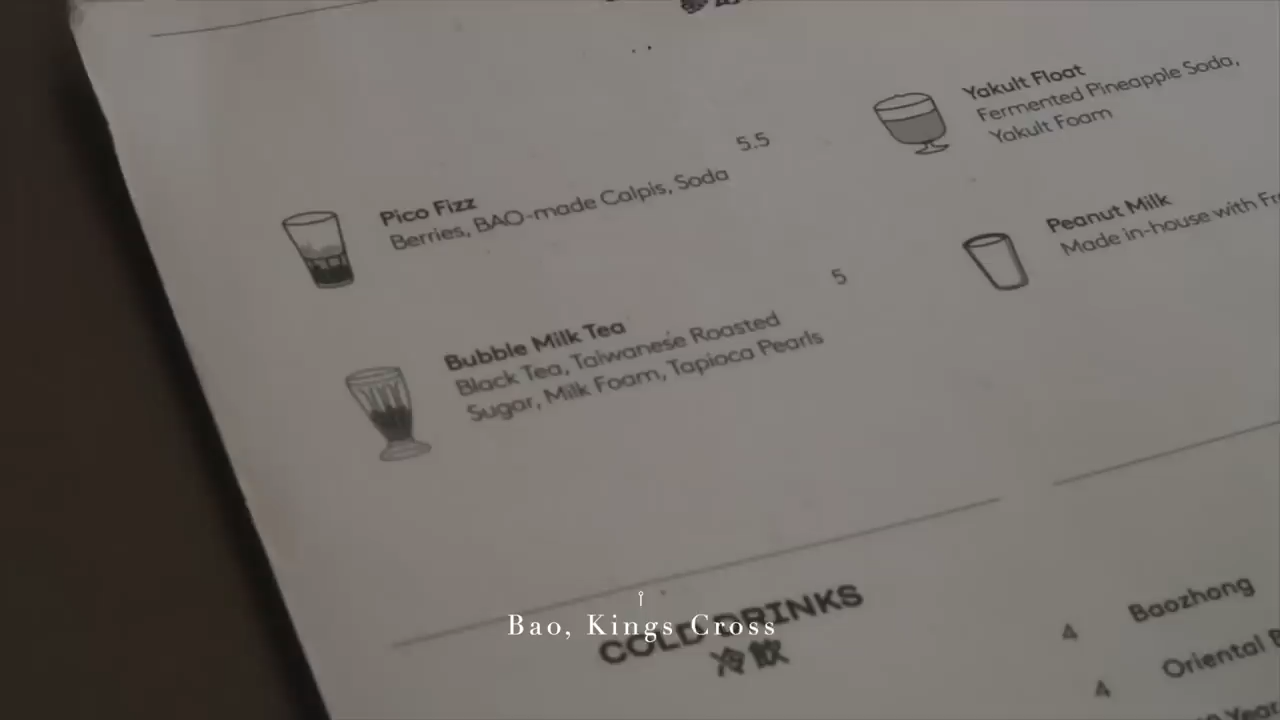 5.5
Pico Fizz
Berries, BAO-made Calpis, Soda
5
Bubble Milk Tea
Black Tea, Taiwanese Roasted
Sugar, Milk Foam, Tapioca Pearls
Yakult Float
Fermented Pineapple Soda,
Yakult Foam
Peanut Milk
Made in-house with
COLD DRINKS
冷飲
Bao, Kings Cross
4
Baozhong
4
Oriental
Year